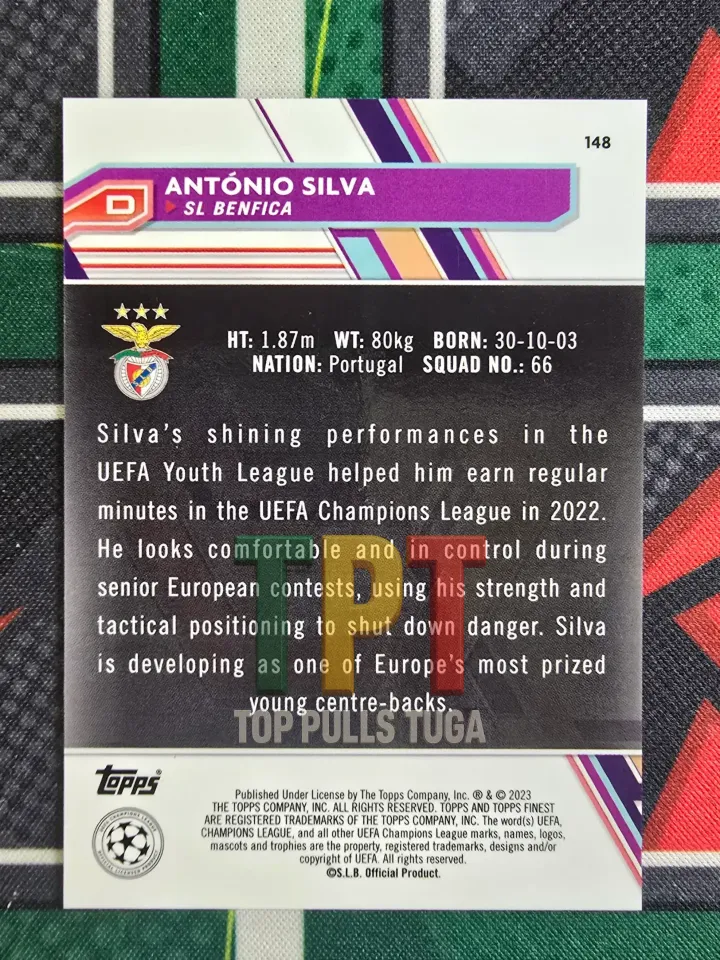 148
D
ANTÓNIO SILVA
SL BENFICA
HT: 1.87m WT: 80kg BORN: 30-10-03
NATION: Portugal SQUAD NO.: 66
Silva's shining performances in the
UEFA Youth League helped him earn regular
minutes in the UEFA Champions League in 2022.
He looks comfortable and in control during
senior European contests, using his strength and
tactical positioning to shut down danger. Silva
is developing as one of Europe's most prized
young centre-backs.
TPT
TOP PULLS TUGA
topps
Published Under License by The Topps Company, Inc. ® & © 2023
THE TOPPS COMPANY, INC. ALL RIGHTS RESERVED. TOPPS AND TOPPS FINEST
ARE REGISTERED TRADEMARKS OF THE TOPPS COMPANY, INC. The word(s) UEFA,
CHAMPIONS LEAGUE, and all other UEFA Champions League marks, names, logos,
mascots and trophies are the property, registered trademarks, designs and/or
copyright of UEFA. All rights reserved.
©S.L.B. Official Product.